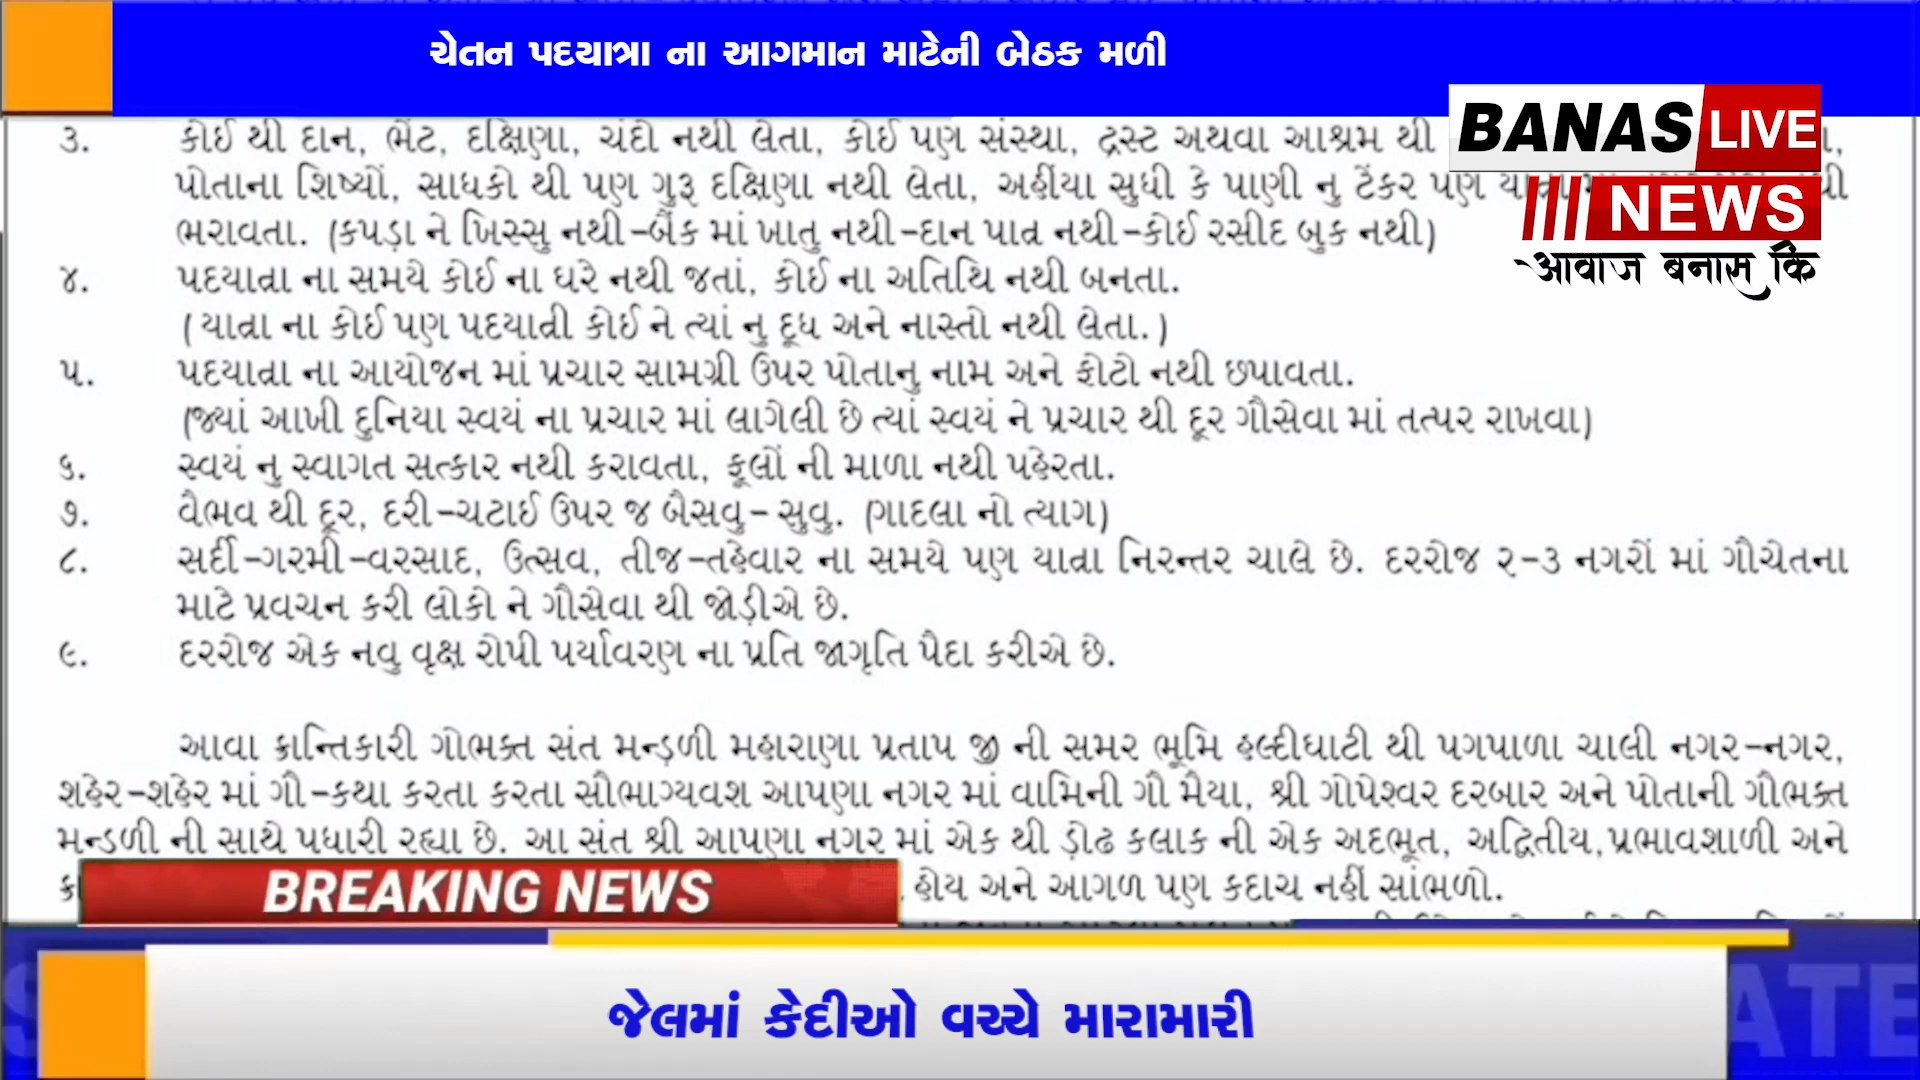 ચેતન પદયાત્રા ના આગમાન માટેની બેઠક મળી
BANAS LIVE
NEWS
आवाज बनास कि
૩. કોઈ થી દાન, ભેંટ, દક્ષિણા, ચંદો નથી લેતા, કોઈ પણ સંસ્થા, ટ્રસ્ટ અથવા આશ્રમ થી
પોતાના શિષ્યોં, સાધકો થી પણ ગુરૂ દક્ષિણા નથી લેતા, અહીંયા સુધી કે પાણી નુ ટેંકર પણ
ભરાવતા. (કપડા ને ખિસ્સુ નથી-બેંક માં ખાતુ નથી-દાન પાત્ર નથી-કોઈ રસીદ બુક નથી)
૪. પદયાત્રા ના સમયે કોઈ ના ઘરે નથી જતાં, કોઈ ના અતિથિ નથી બનતા.
(યાત્રા ના કોઈ પણ પદયાત્રી કોઈ ને ત્યાં નુ દૂધ અને નાસ્તો નથી લેતા.)
૫. પદયાત્રા ના આયોજન માં પ્રચાર સામગ્રી ઉપર પોતાનુ નામ અને ફોટો નથી છપાવતા.
(જ્યાં આખી દુનિયા સ્વયં ના પ્રચાર માં લાગેલી છે ત્યાં સ્વયં ને પ્રચાર થી દૂર ગૌસેવા માં તત્પર રાખવા)
૬. સ્વયં નુ સ્વાગત સત્કાર નથી કરાવતા, ફૂલોં ની માળા નથી પહેરતા.
૭. વૈભવ થી દૂર, દરી-ચટાઈ ઉપર જ બૈસવુ-સુવુ. (ગાદલા નો ત્યાગ)
૮. સર્દી-ગરમી-વરસાદ, ઉત્સવ, તીજ-તહેવાર ના સમયે પણ યાત્રા નિરન્તર ચાલે છે. દરરોજ ૨-૩ નગરોં માં ગૌચેતના
માટે પ્રવચન કરી લોકો ને ગૌસેવા થી જોડીએ છે.
૯. દરરોજ એક નવુ વૃક્ષ રોપી પર્યાવરણ ના પ્રતિ જાગૃતિ પૈદા કરીએ છે.
આવા ક્રાન્તિકારી ગોભક્ત સંત મન્ડળી મહારાણા પ્રતાપ જી ની સમર ભૂમિ હલ્દીઘાટી થી પગપાળા ચાલી નગર-નગર,
શહેર-શહેર માં ગૌ-કથા કરતા કરતા સૌભાગ્યવશ આપણા નગર માં વામિની ગૌ મૈયા, શ્રી ગોપેશ્વર દરબાર અને પોતાની ગૌભક્ત
મન્ડળી ની સાથે પધારી રહ્યા છે. આ સંત શ્રી આપણા નગર માં એક થી ડોઢ કલાક ની એક અદભૂત, અદ્વિતીય, પ્રભાવશાળી અને
હોય અને આગળ પણ કદાચ નહીં સાંભળો.
BREAKING NEWS
જેલમાં કેદીઓ વચ્ચે મારામારી